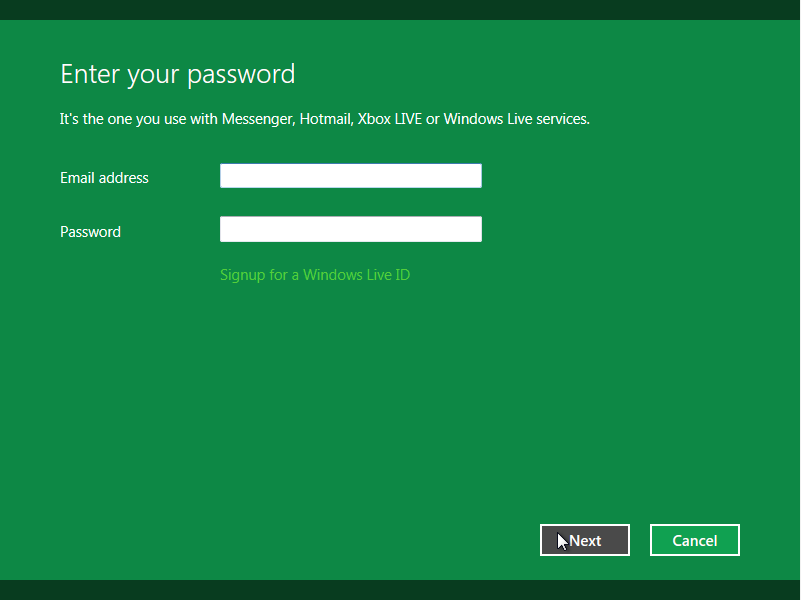 Enter your password
It's the one you use with Messenger, Hotmail, Xbox LIVE or Windows Live services.
Email address
Password
Signup for a Windows Live ID
Next
Cancel